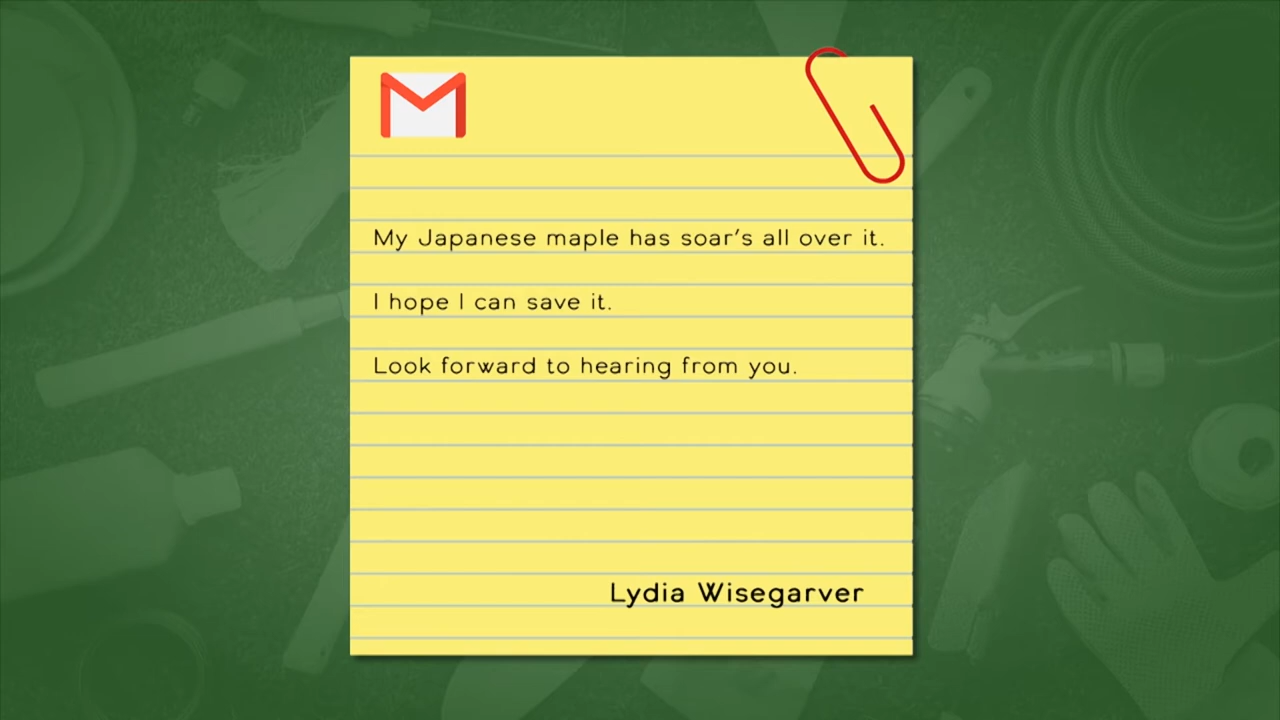 My Japanese maple has soar's all over it.
I hope I can save it.
Look forward to hearing from you.
Lydia Wisegarver